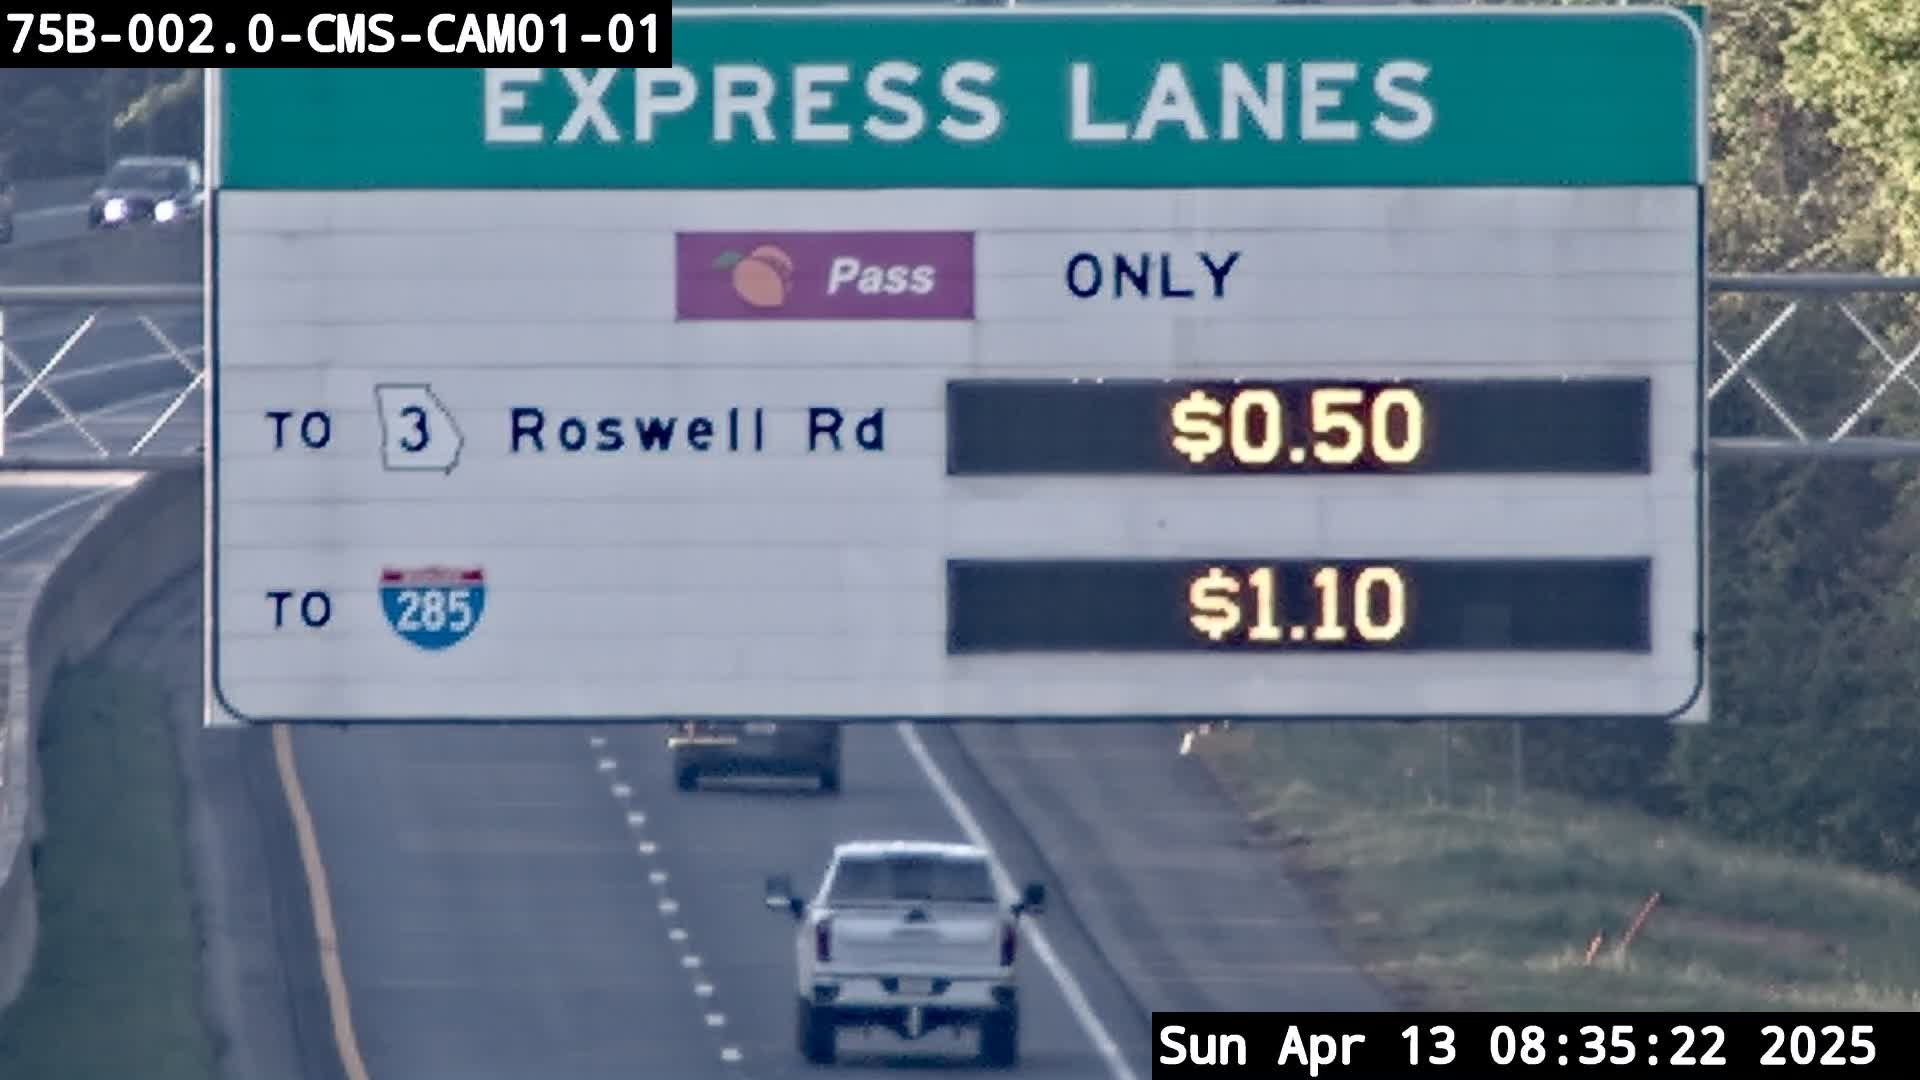 75B-002.0-CMS-CAM01-01
EXPRESS LANES
Pass ONLY
TO 3 Roswell Rd $0.50
TO 285 $1.10
Sun Apr 13 08:35:22 2025